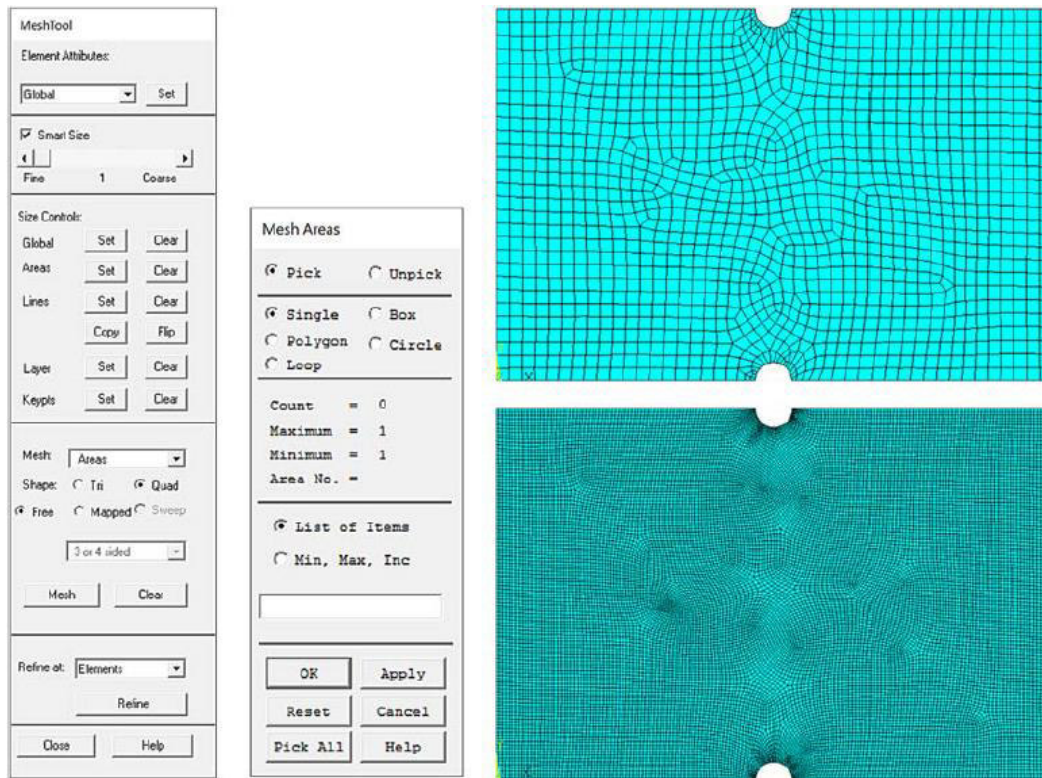 MeshTool
Element Attributes:
Global Set
Smart Size
Fine 1 Coarse
Size Controls:
Global Set Clear
Areas Set Clear
Lines Set Clear
Copy Flip
Layer Set Clear
Keypts Set Clear
Mesh: Areas
Shape: Tri Quad
Free Mapped Sweep
3 or 4 sided
Mesh Clear
Refine at: Elements
Refine
Close Help
Mesh Areas
Pick Unpick
Single Box
Polygon Circle
Loop
Count = 0
Maximum = 1
Minimum = 1
Area No. =
List of Items
Min, Max, Inc
OK Apply
Reset Cancel
Pick All Help
X